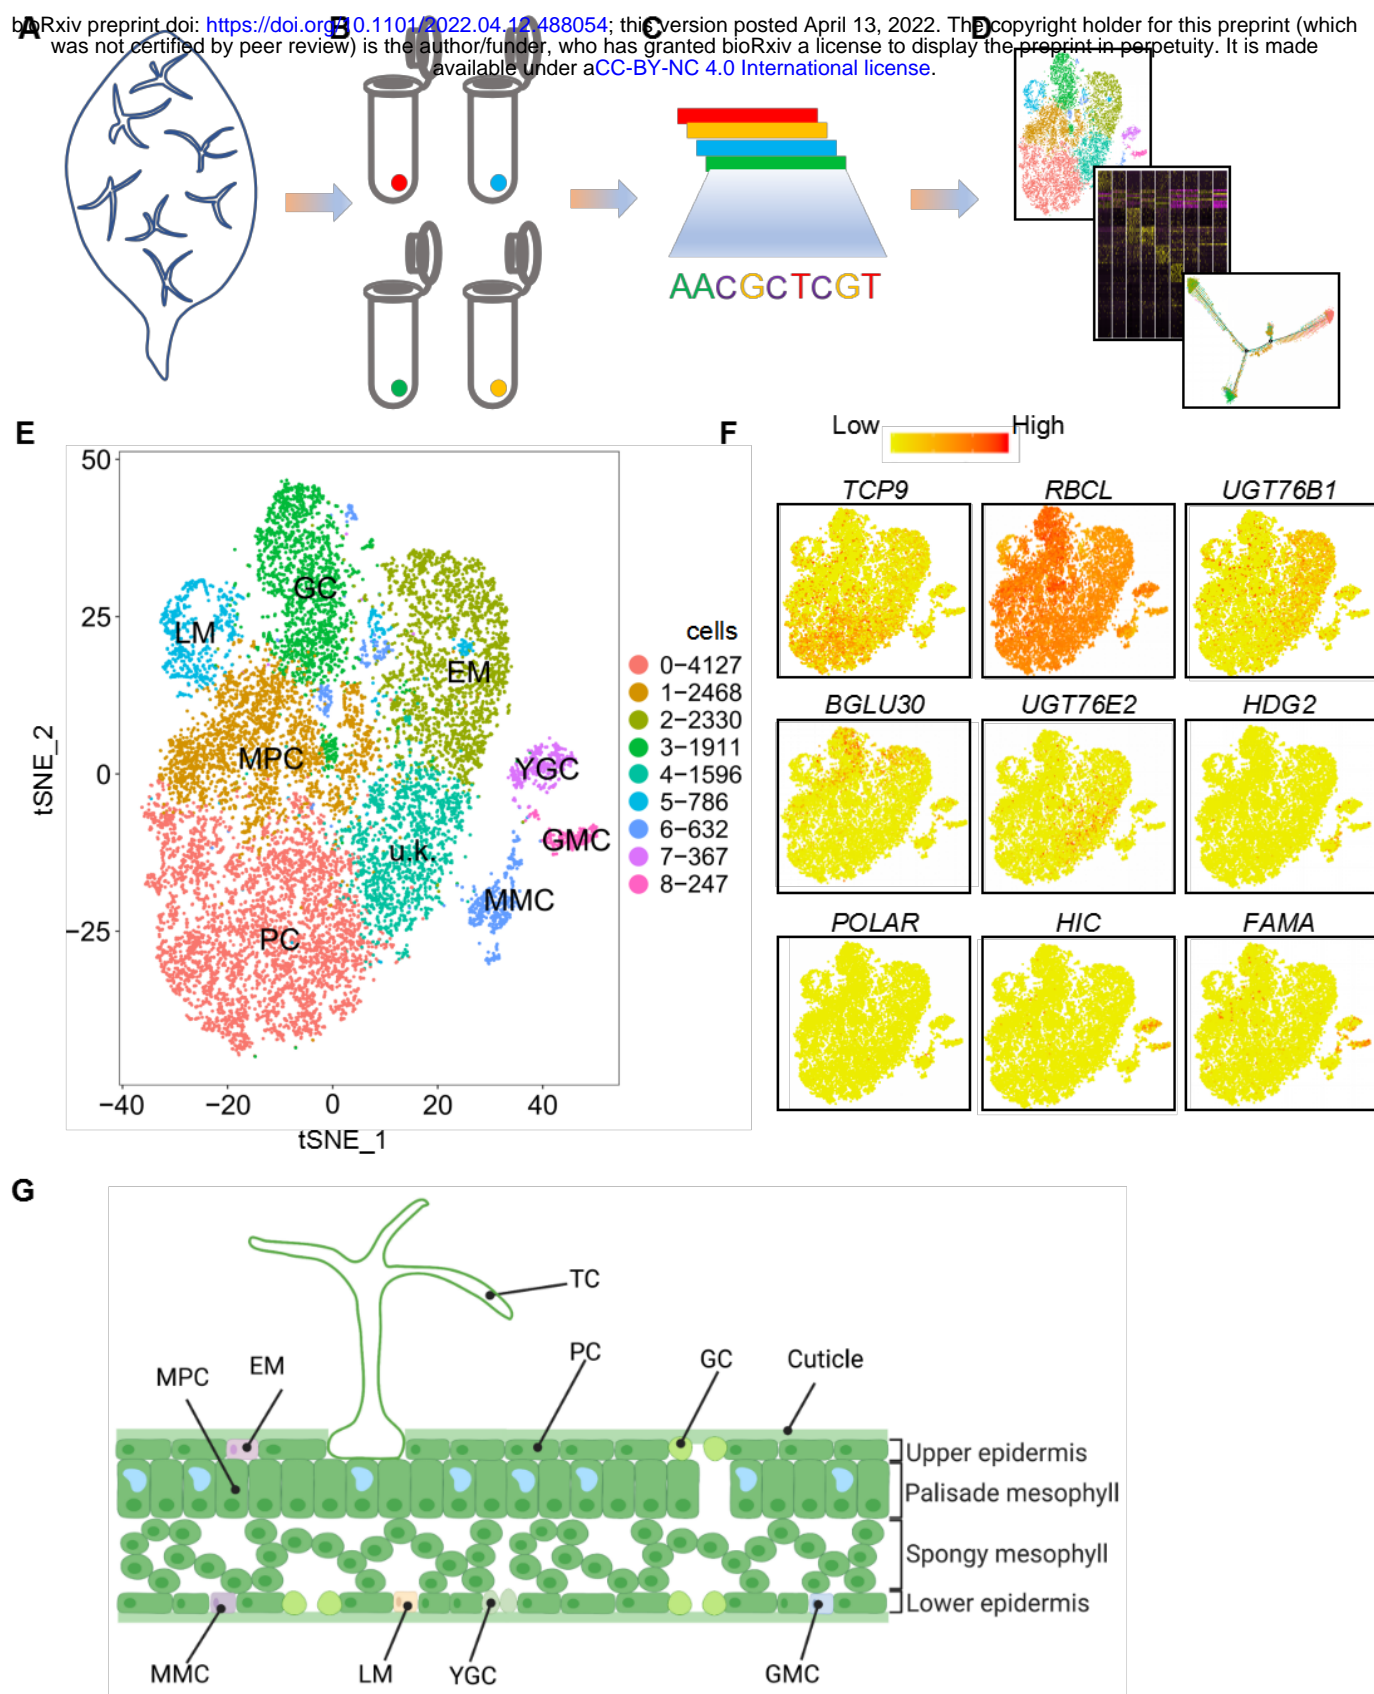 bioRxiv preprint doi: https://doi.org/10.1101/2022.04.12.488054; this version posted April 13, 2022. The copyright holder for this preprint (which
was not certified by peer review) is the author/funder, who has granted bioRxiv a license to display the preprint in perpetuity. It is made
available under aCC-BY-NC 4.0 International license.
A B C D
AACGCTCGT
E
50
25
0
−25
−40 −20 0 20 40
tSNE_1
tSNE_2
GC
LM
EM
MPC
YGC
GMC
u.k.
MMC
PC
cells
0−4127
1−2468
2−2330
3−1911
4−1596
5−786
6−632
7−367
8−247
F
Low High
TCP9 RBCL UGT76B1
BGLU30 UGT76E2 HDG2
POLAR HIC FAMA
G
TC
MPC EM PC GC Cuticle
Upper epidermis
Palisade mesophyll
Spongy mesophyll
Lower epidermis
MMC LM YGC GMC